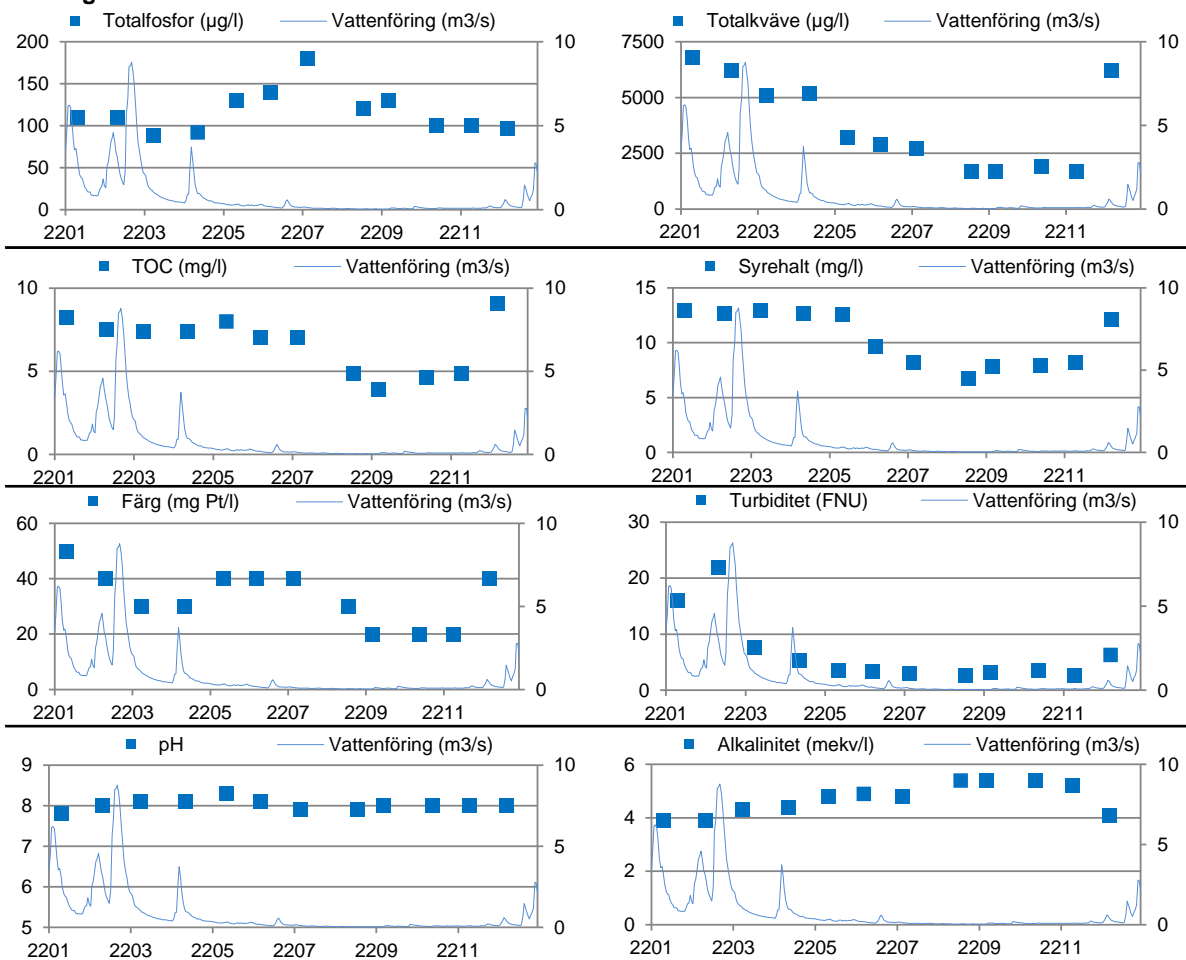 Totalfosfor (µg/l) Vattenföring (m3/s)
200 10
150
100 5
50
0 0
2201 2203 2205 2207 2209 2211
Totalkväve (µg/l) Vattenföring (m3/s)
7500 10
5000 5
2500
0 0
2201 2203 2205 2207 2209 2211
TOC (mg/l) Vattenföring (m3/s)
10 10
5 5
0 0
2201 2203 2205 2207 2209 2211
Syrehalt (mg/l) Vattenföring (m3/s)
15 10
10
5 5
0 0
2201 2203 2205 2207 2209 2211
Färg (mg Pt/l) Vattenföring (m3/s)
60 10
40
20 5
0 0
2201 2203 2205 2207 2209 2211
Turbiditet (FNU) Vattenföring (m3/s)
30 10
20
10 5
0 0
2201 2203 2205 2207 2209 2211
pH Vattenföring (m3/s)
9 10
8
7 5
6
5 0
2201 2203 2205 2207 2209 2211
Alkalinitet (mekv/l) Vattenföring (m3/s)
6 10
4
2 5
0 0
2201 2203 2205 2207 2209 2211